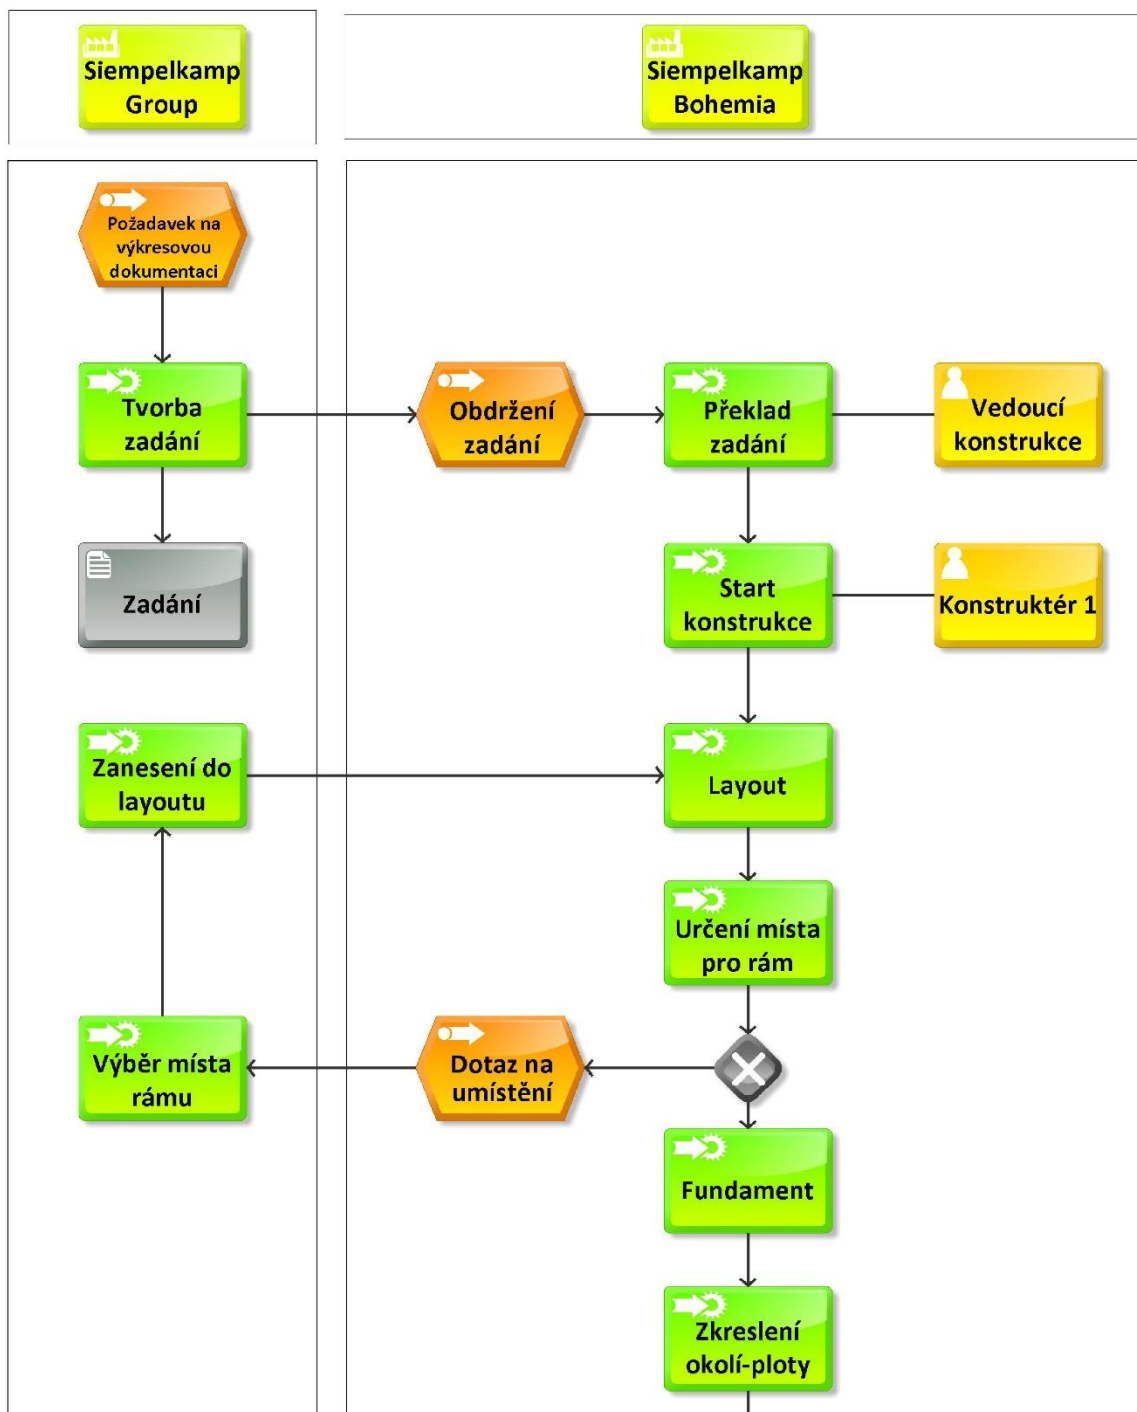 Siempelkamp
Group
Siempelkamp
Bohemia
Požadavek na
výkresovou
dokumentaci
Tvorba
zadání
Obdržení
zadání
Překlad
zadání
Vedoucí
konstrukce
Zadání
Start
konstrukce
Konstruktér 1
Zanesení do
layoutu
Layout
Určení místa
pro rám
Výběr místa
rámu
Dotaz na
umístění
Fundament
Zkreslení
okolí-ploty